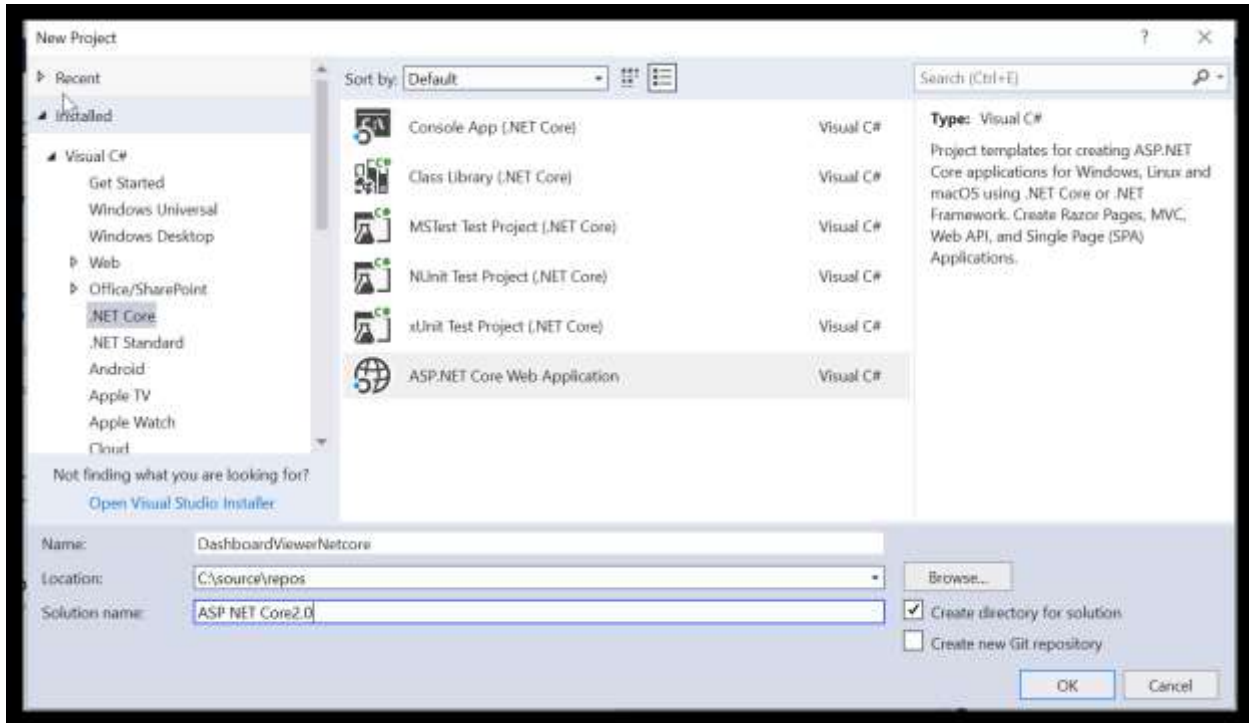 New Project
?
Recent
Installed
Visual C#
Get Started
Windows Universal
Windows Desktop
Web
Office/SharePoint
.NET Core
.NET Standard
Android
Apple TV
Apple Watch
Cloud
Not finding what you are looking for?
Open Visual Studio Installer
Sort by: Default
Console App (.NET Core) Visual C#
Class Library (.NET Core) Visual C#
MSTest Test Project (.NET Core) Visual C#
NUnit Test Project (.NET Core) Visual C#
xUnit Test Project (.NET Core) Visual C#
ASP.NET Core Web Application Visual C#
Search (Ctrl+E)
Type: Visual C#
Project templates for creating ASP.NET
Core applications for Windows, Linux and
macOS using .NET Core or .NET
Framework. Create Razor Pages, MVC,
Web API, and Single Page (SPA)
Applications.
Name: DashboardViewerNetcore
Location: C:\source\repos
Browse...
Solution name: ASP NET Core2.0
Create directory for solution
Create new Git repository
OK
Cancel